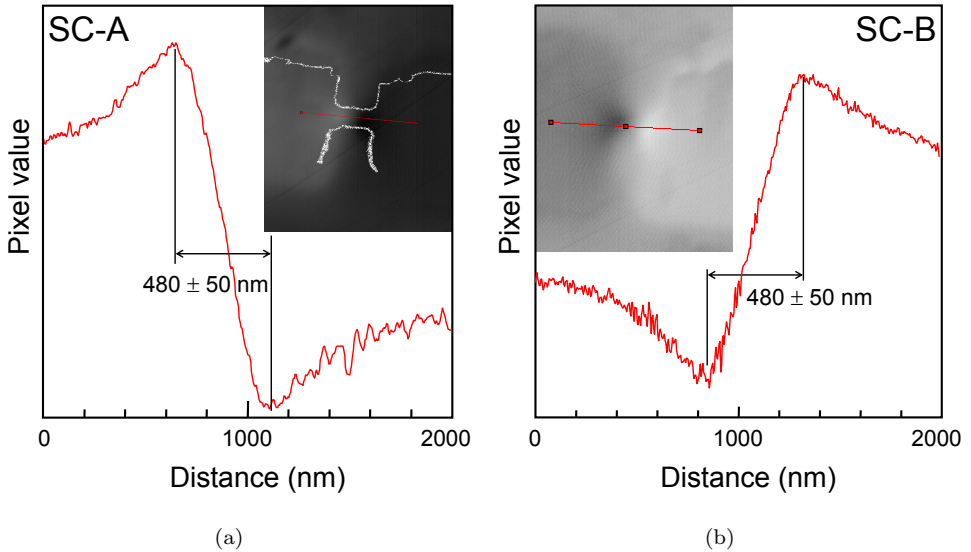 SC-A
Pixel value
480 ± 50 nm
0
1000
2000
Distance (nm)
(a)
SC-B
Pixel value
480 ± 50 nm
0
1000
2000
Distance (nm)
(b)